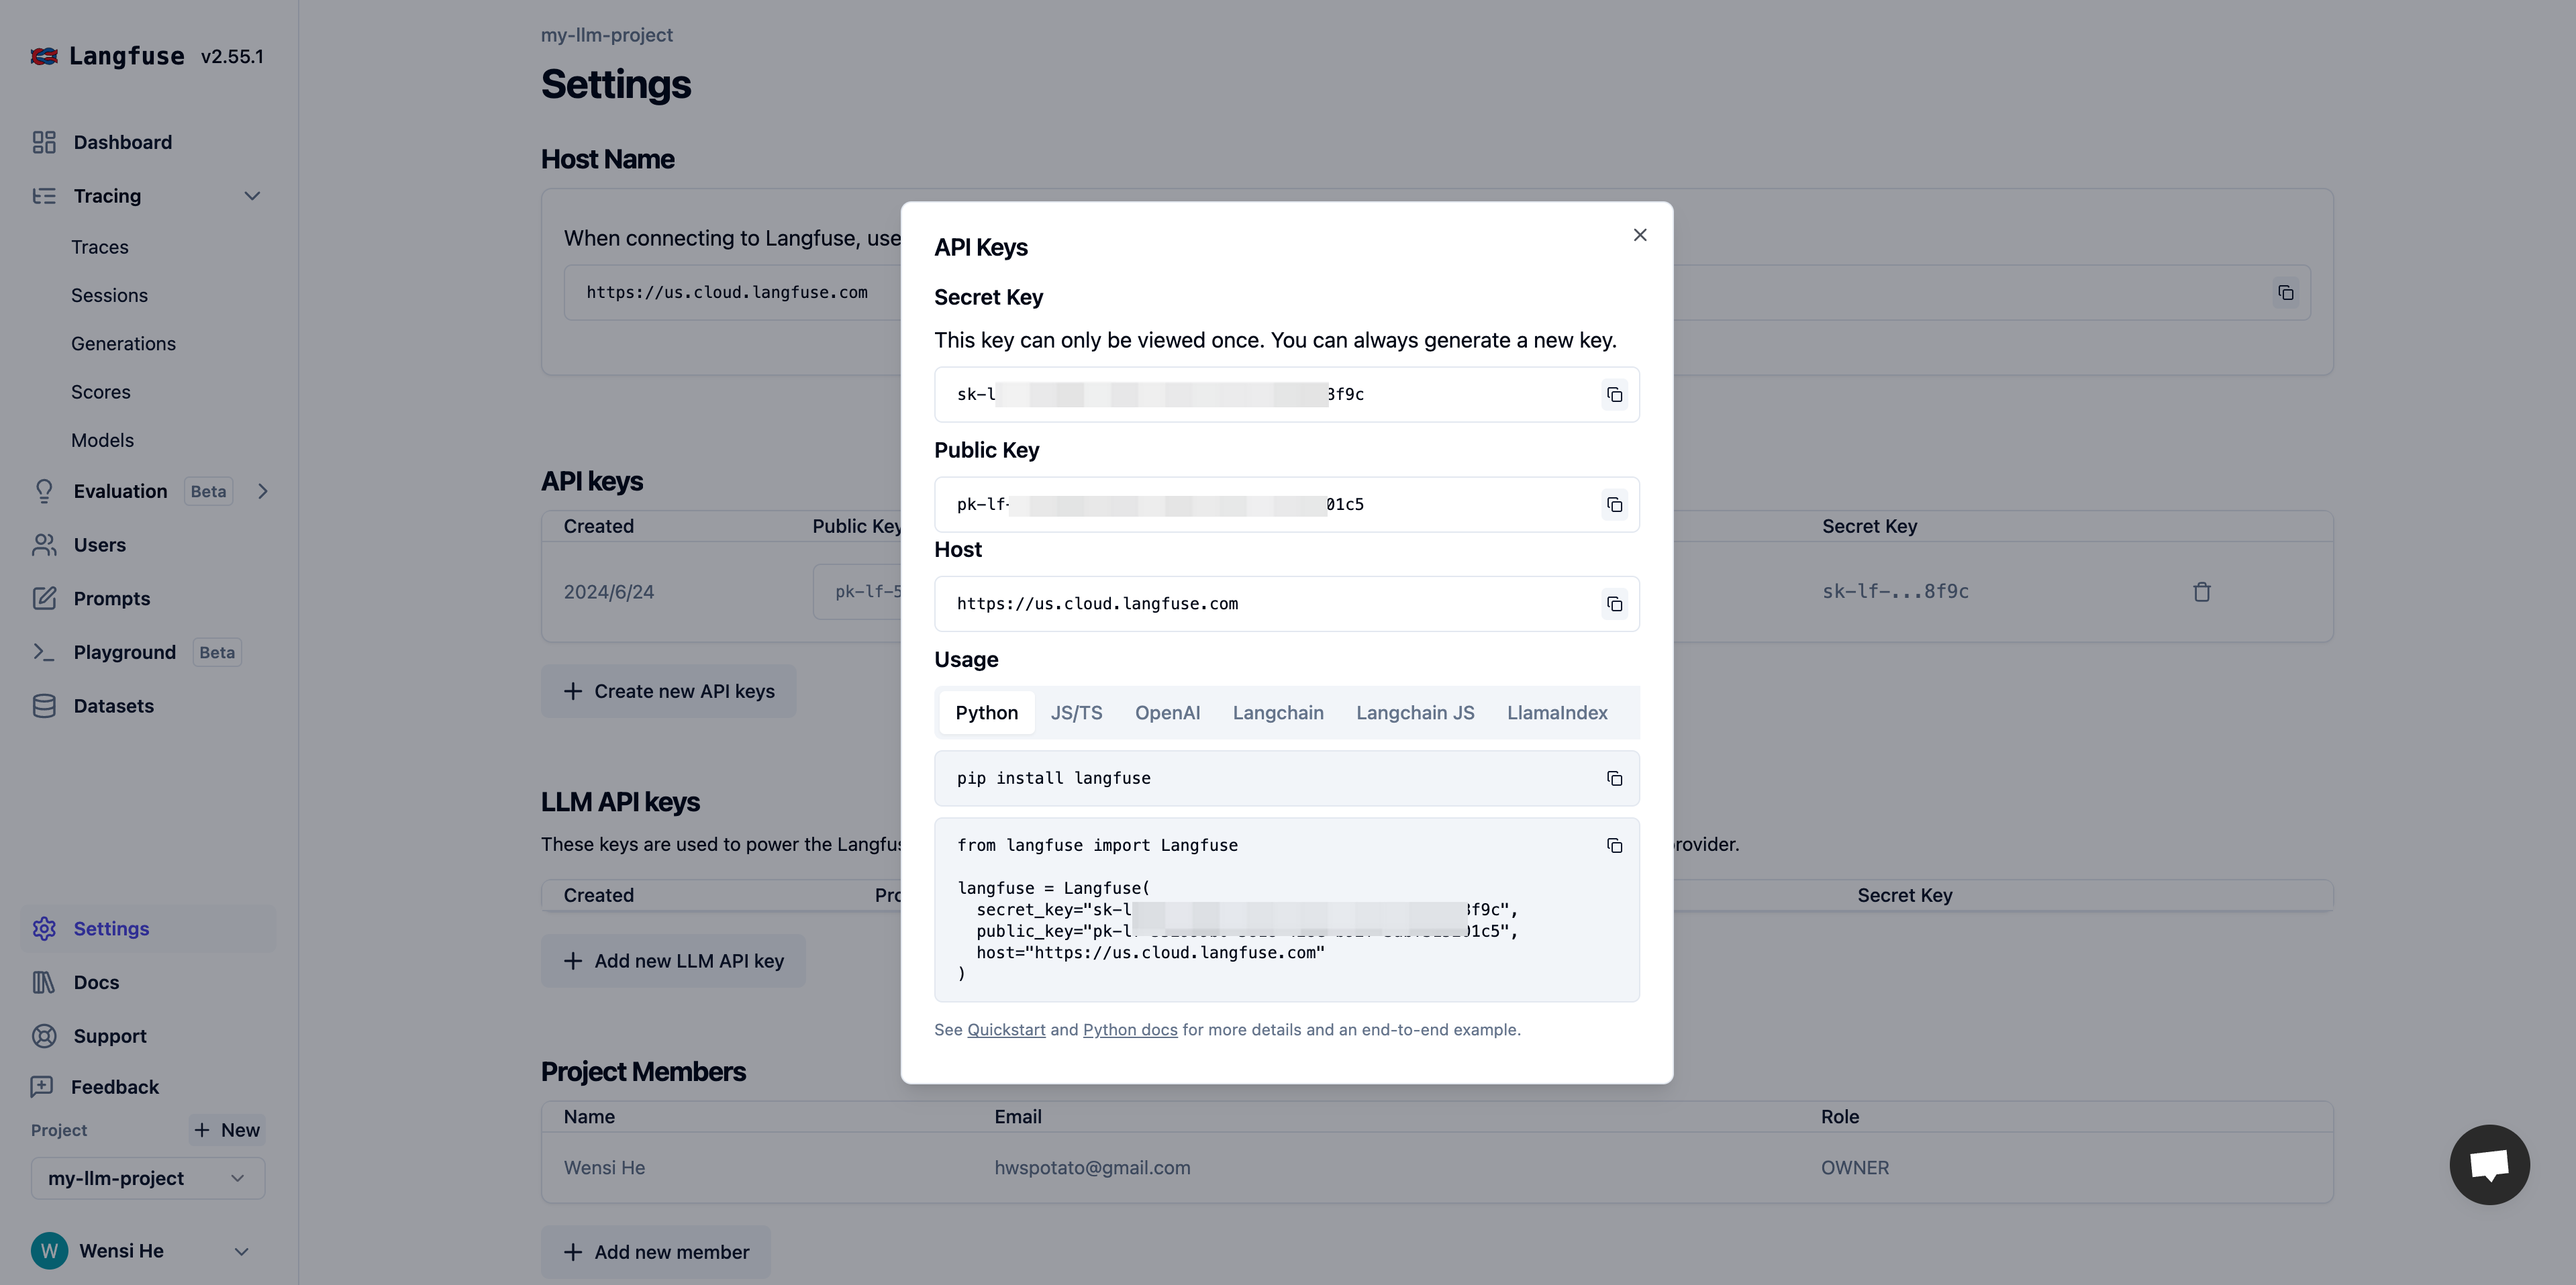 Langfuse v2.55.1
Dashboard
Tracing
Traces
Sessions
Generations
Scores
Models
Evaluation Beta
Users
Prompts
Playground Beta
Datasets
Settings
Docs
Support
Feedback
Project + New
my-llm-project
W Wensi He
my-llm-project
Settings
Host Name
When connecting to Langfuse, use
https://us.cloud.langfuse.com
API keys
Created Public Key Secret Key
2024/6/24 pk-lf-5 sk-lf-...8f9c
+ Create new API keys
LLM API keys
These keys are used to power the Langfus rovider.
Created Pro Secret Key
+ Add new LLM API key
Project Members
Name Email Role
Wensi He hwspotato@gmail.com OWNER
+ Add new member
API Keys
Secret Key
This key can only be viewed once. You can always generate a new key.
sk-l 8f9c
Public Key
pk-lf- 01c5
Host
https://us.cloud.langfuse.com
Usage
Python JS/TS OpenAI Langchain Langchain JS LlamaIndex
pip install langfuse
from langfuse import Langfuse
langfuse = Langfuse(
secret_key="sk-l 8f9c",
public_key="pk-l 01c5",
host="https://us.cloud.langfuse.com"
)
See Quickstart and Python docs for more details and an end-to-end example.